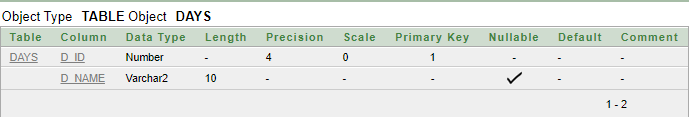 Object Type TABLE Object DAYS
Table Column Data Type Length Precision Scale Primary Key Nullable Default Comment
DAYS D_ID Number - 4 0 1 - - -
D_NAME Varchar2 10 - - - ✓ - -
1 - 2